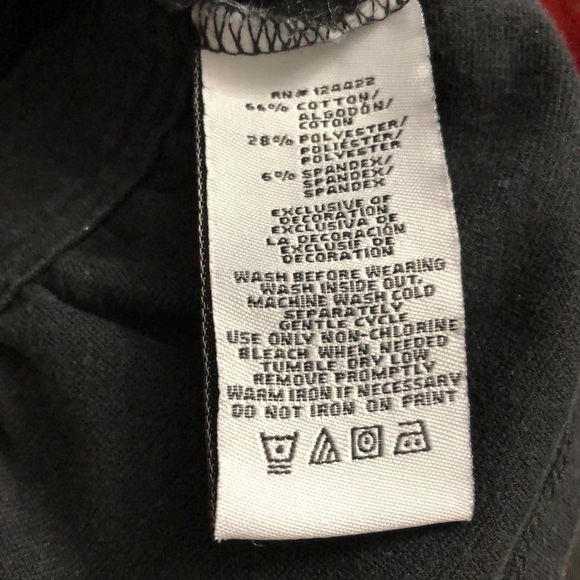 RN# 124422
66% COTTON/
ALGODÓN/
COTON
28% POLYESTER/
POLIÉSTER/
POLYESTER
6% SPANDEX/
SPANDEX/
SPANDEX
EXCLUSIVE OF
DECORATION
EXCLUSIVA DE
LA DECORACIÓN
EXCLUSIF DE
DECORATION
WASH BEFORE WEARING
WASH INSIDE OUT.
MACHINE WASH COLD
SEPARATELY
GENTLE CYCLE
USE ONLY NON-CHLORINE
BLEACH WHEN NEEDED
TUMBLE DRY LOW.
REMOVE PROMPTLY
WARM IRON IF NECESSARY
DO NOT IRON ON PRINT